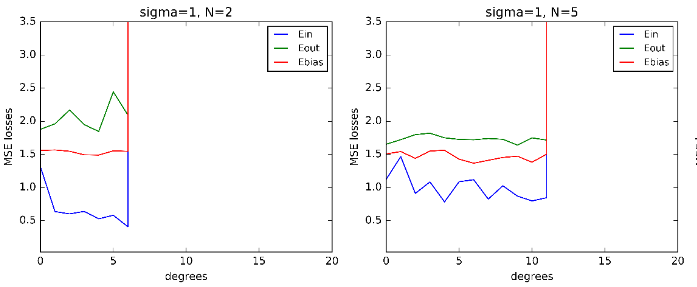 sigma=1, N=2
3.5
3.0
2.5
2.0
1.5
1.0
0.5
MSE losses
Ein
Eout
Ebias
0 5 10 15 20
degrees
sigma=1, N=5
3.5
3.0
2.5
2.0
1.5
1.0
0.5
MSE losses
Ein
Eout
Ebias
0 5 10 15 20
degrees